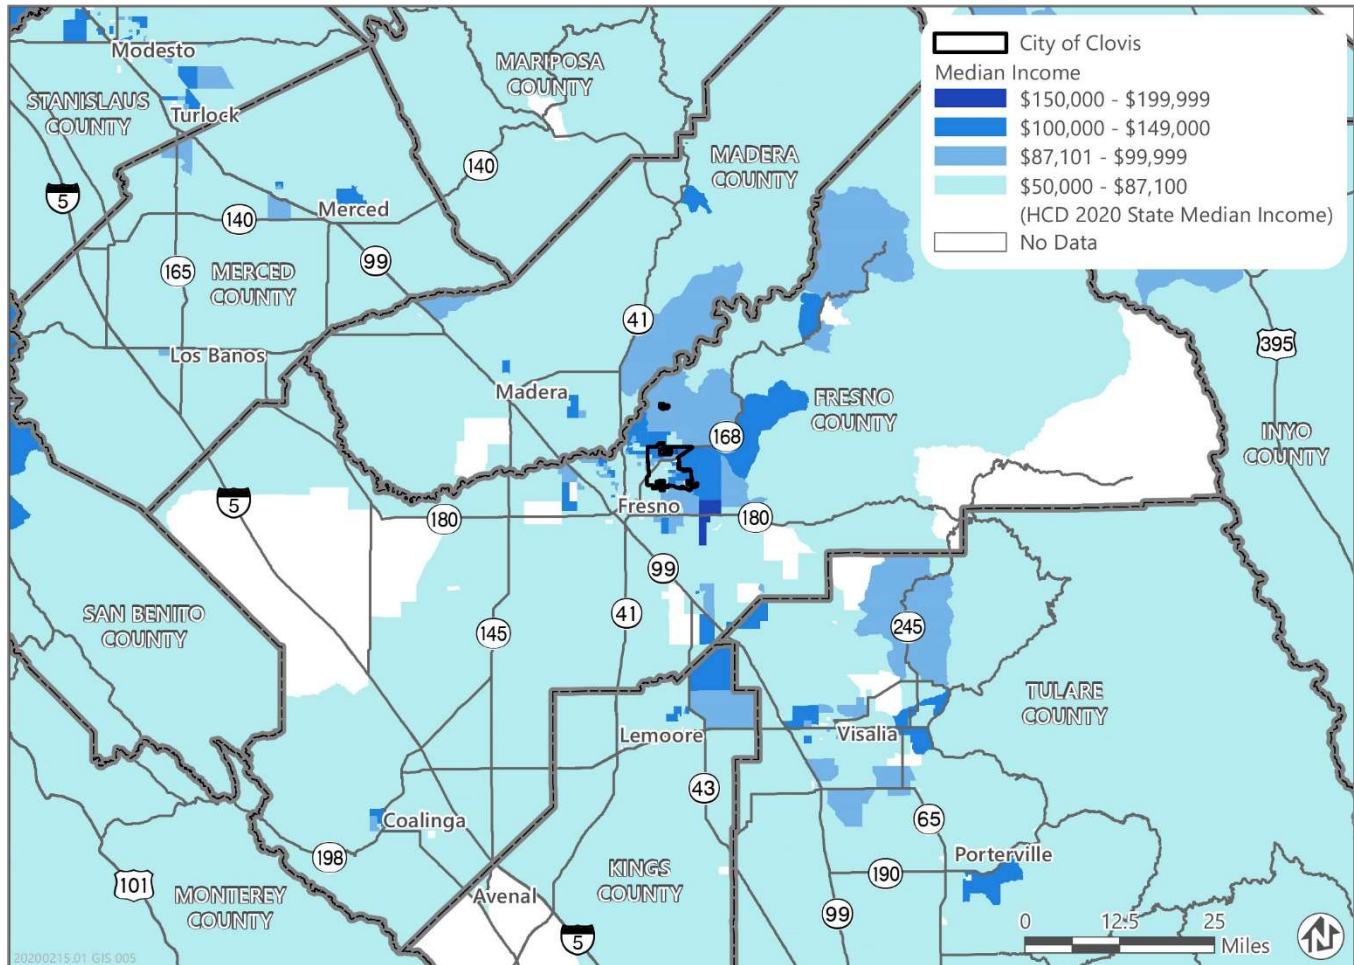 City of Clovis
Median Income
$150,000 - $199,999
$100,000 - $149,000
$87,101 - $99,999
$50,000 - $87,100
(HCD 2020 State Median Income)
No Data
Modesto
MARIPOSA
COUNTY
STANISLAUS
COUNTY
Turlock
MADERA
COUNTY
140
5
Merced
140
99
165
MERCED
COUNTY
41
395
Los Banos
Madera
FRESNO
COUNTY
168
INYO
COUNTY
5
180
Fresno
180
99
SAN BENITO
COUNTY
41
145
245
TULARE
COUNTY
Lemoore
Visalia
43
Coalinga
65
198
Porterville
101
MONTEREY
COUNTY
KINGS
COUNTY
190
Avenal
99
5
0
12.5
25
Miles
20200215.01 GIS 005